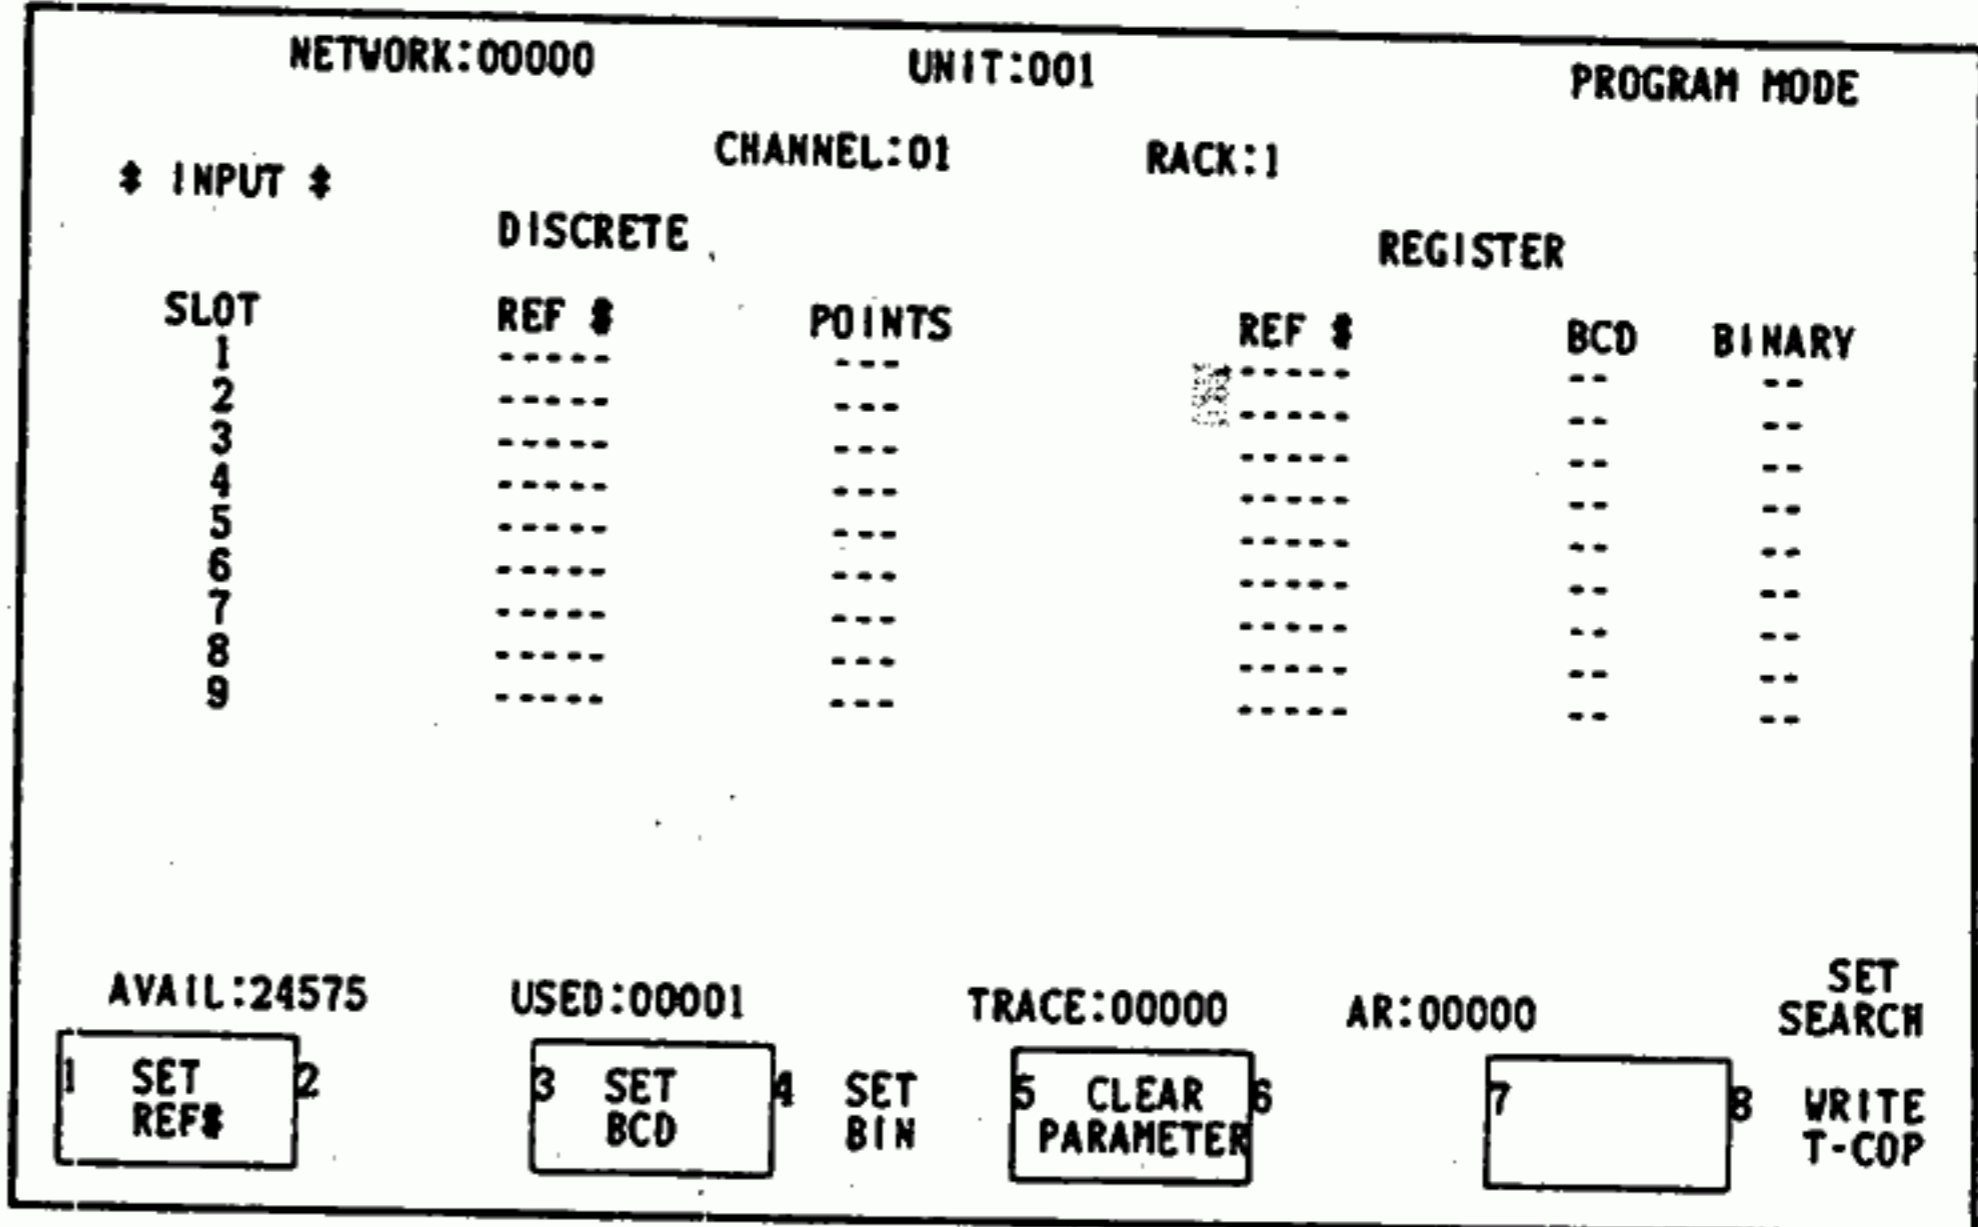 NETWORK:00000 UNIT:001 PROGRAM MODE
CHANNEL:01 RACK:1
* INPUT *
DISCRETE REGISTER
SLOT REF # POINTS REF # BCD BINARY
1 ----- --- ----- -- --
2 ----- --- ----- -- --
3 ----- --- ----- -- --
4 ----- --- ----- -- --
5 ----- --- ----- -- --
6 ----- --- ----- -- --
7 ----- --- ----- -- --
8 ----- --- ----- -- --
9 ----- --- ----- -- --
SET
AVAIL:24575 USED:00001 TRACE:00000 AR:00000 SEARCH
1 SET 2 3 SET 4 SET 5 CLEAR 6 7 8 WRITE
REF# BCD BIN PARAMETER T-COP